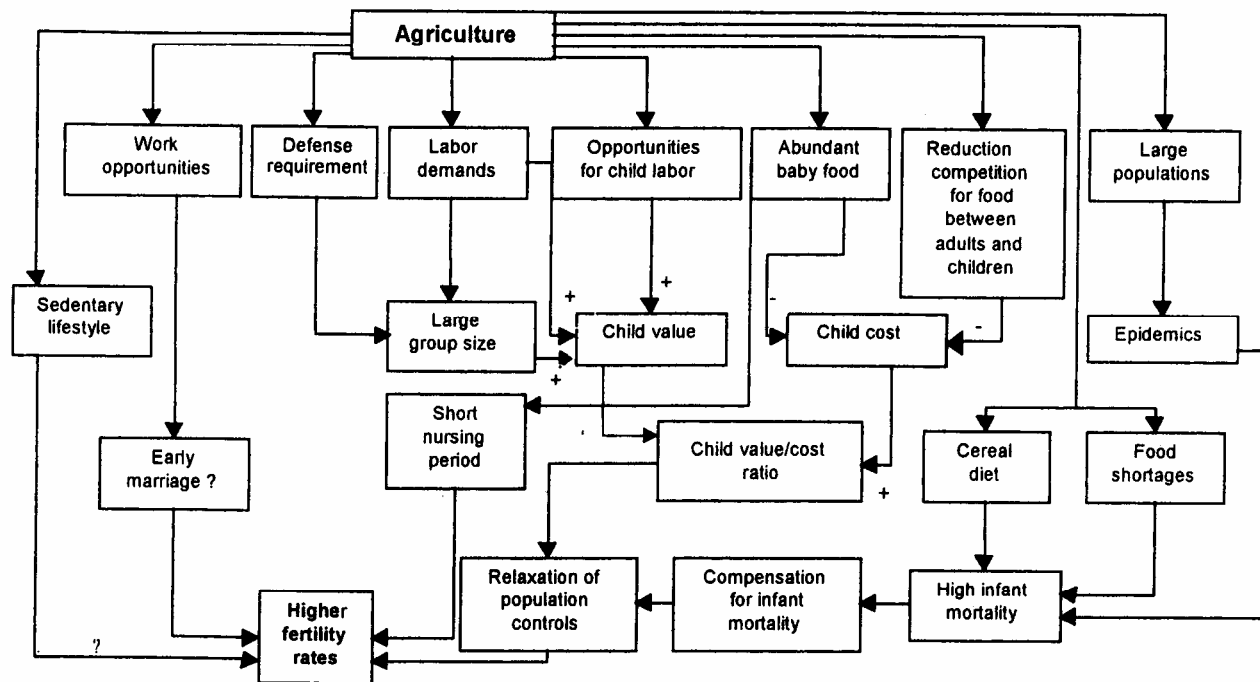 Agriculture
Work
opportunities
Defense
requirement
Labor
demands
Opportunities
for child labor
Abundant
baby food
Reduction
competition
for food
between
adults and
children
Large
populations
Sedentary
lifestyle
Large
group size
+
+
+
Child value
-
Child cost
-
Epidemics
Early
marriage ?
Short
nursing
period
Child value/cost
ratio
+
Cereal
diet
Food
shortages
Higher
fertility
rates
?
Relaxation of
population
controls
Compensation
for infant
mortality
High infant
mortality